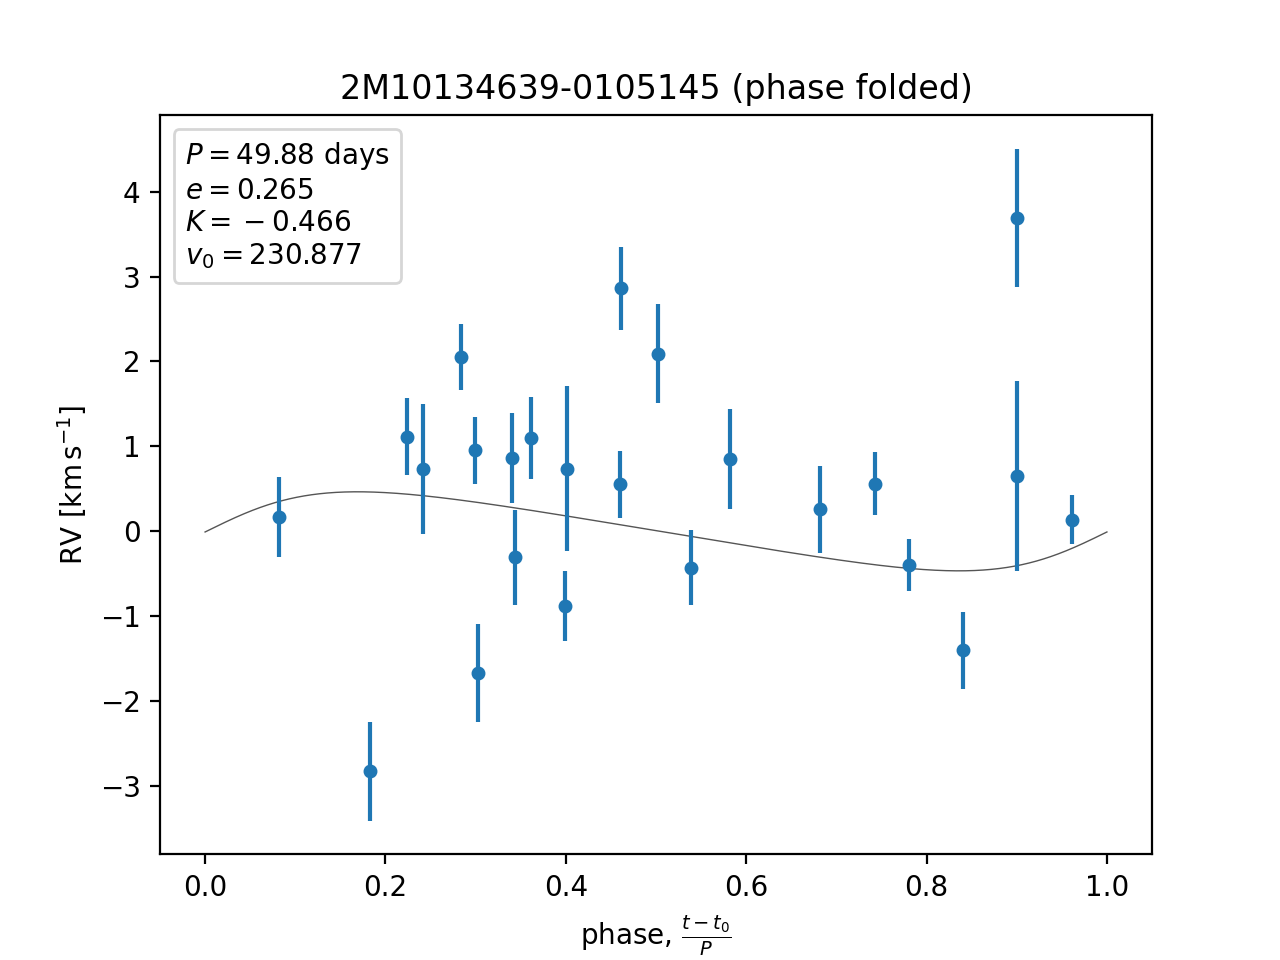 2M10134639-0105145 (phase folded)
P = 49.88 days
e = 0.265
K = −0.466
v₀ = 230.877
4
3
2
1
0
−1
−2
−3
RV [km s⁻¹]
0.0 0.2 0.4 0.6 0.8 1.0
phase, (t − t₀)/P